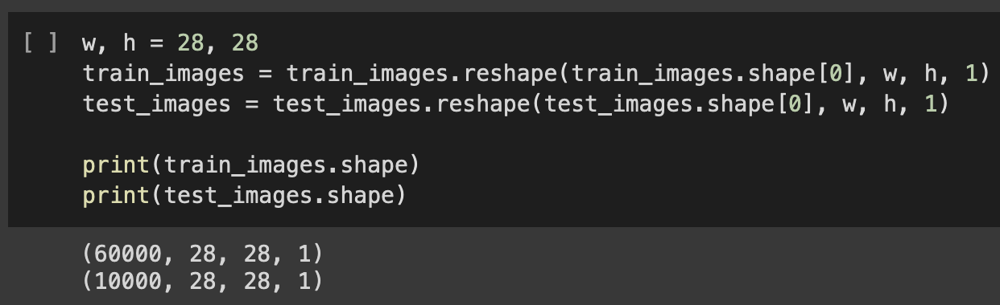 [ ] w, h = 28, 28
train_images = train_images.reshape(train_images.shape[0], w, h, 1)
test_images = test_images.reshape(test_images.shape[0], w, h, 1)
print(train_images.shape)
print(test_images.shape)
(60000, 28, 28, 1)
(10000, 28, 28, 1)